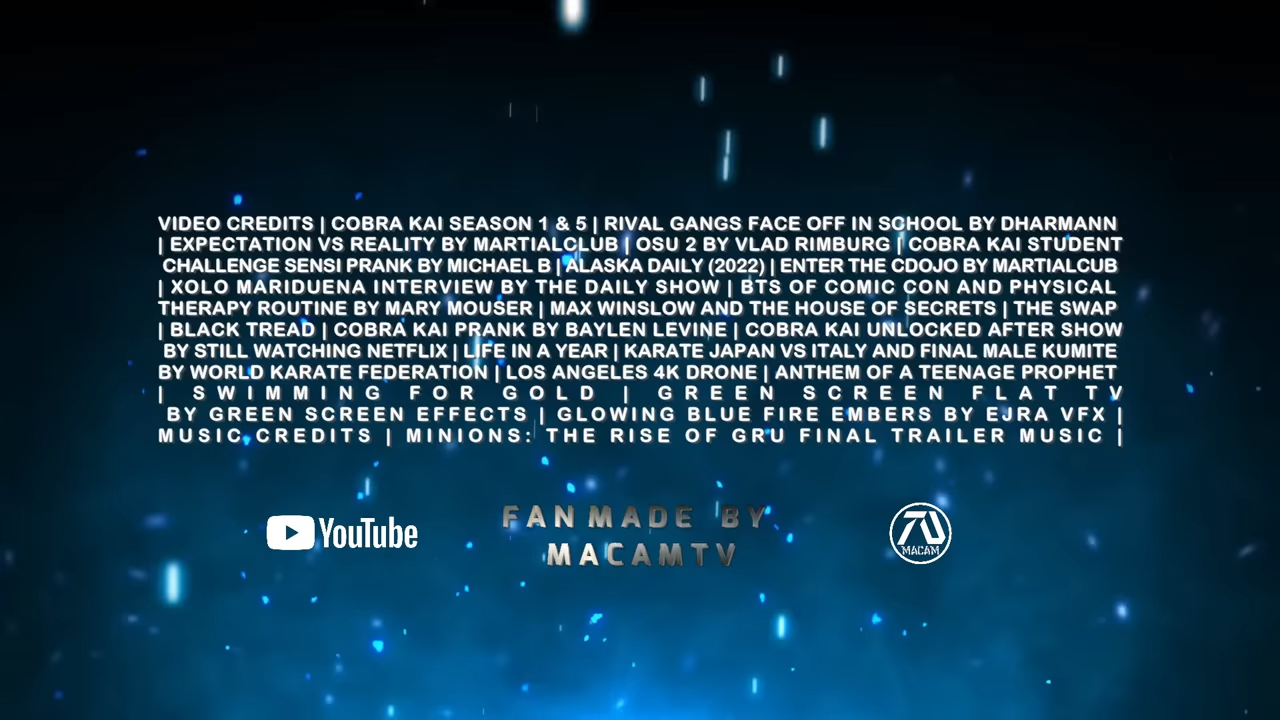 VIDEO CREDITS | COBRA KAI SEASON 1 & 5 | RIVAL GANGS FACE OFF IN SCHOOL BY DHARMANN
| EXPECTATION VS REALITY BY MARTIALCLUB | OSU 2 BY VLAD RIMBURG | COBRA KAI STUDENT
CHALLENGE SENSI PRANK BY MICHAEL B | ALASKA DAILY (2022) | ENTER THE CDOJO BY MARTIALCUB
| XOLO MARIDUENA INTERVIEW BY THE DAILY SHOW | BTS OF COMIC CON AND PHYSICAL
THERAPY ROUTINE BY MARY MOUSER | MAX WINSLOW AND THE HOUSE OF SECRETS | THE SWAP
| BLACK TREAD | COBRA KAI PRANK BY BAYLEN LEVINE | COBRA KAI UNLOCKED AFTER SHOW
BY STILL WATCHING NETFLIX | LIFE IN A YEAR | KARATE JAPAN VS ITALY AND FINAL MALE KUMITE
BY WORLD KARATE FEDERATION | LOS ANGELES 4K DRONE | ANTHEM OF A TEENAGE PROPHET
| SWIMMING FOR GOLD | GREEN SCREEN FLAT TV
BY GREEN SCREEN EFFECTS | GLOWING BLUE FIRE EMBERS BY EJRA VFX |
MUSIC CREDITS | MINIONS: THE RISE OF GRU FINAL TRAILER MUSIC |
YouTube
FANMADE BY
MACAMTV
MACAM